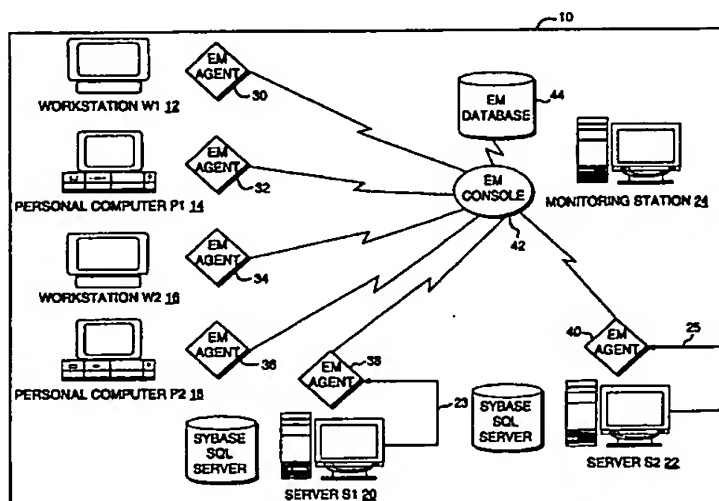 10
EM AGENT
30
WORKSTATION W1 12
EM DATABASE
44
EM AGENT
32
PERSONAL COMPUTER P1 14
EM CONSOLE
42
MONITORING STATION 24
EM AGENT
34
WORKSTATION W2 16
EM AGENT
36
PERSONAL COMPUTER P2 18
EM AGENT
38
40
EM AGENT
25
23
SYBASE SQL SERVER
SERVER S1 20
SYBASE SQL SERVER
SERVER S2 22